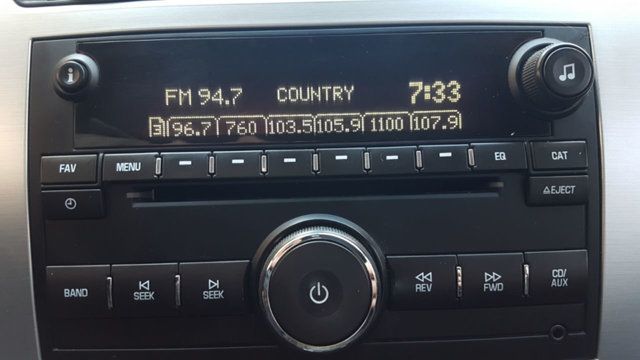 FM 94.7 COUNTRY 7:33
3 96.7 760 103.5 105.9 1100 107.9
FAV MENU EQ CAT
EJECT
BAND SEEK SEEK REV FWD CD/
AUX